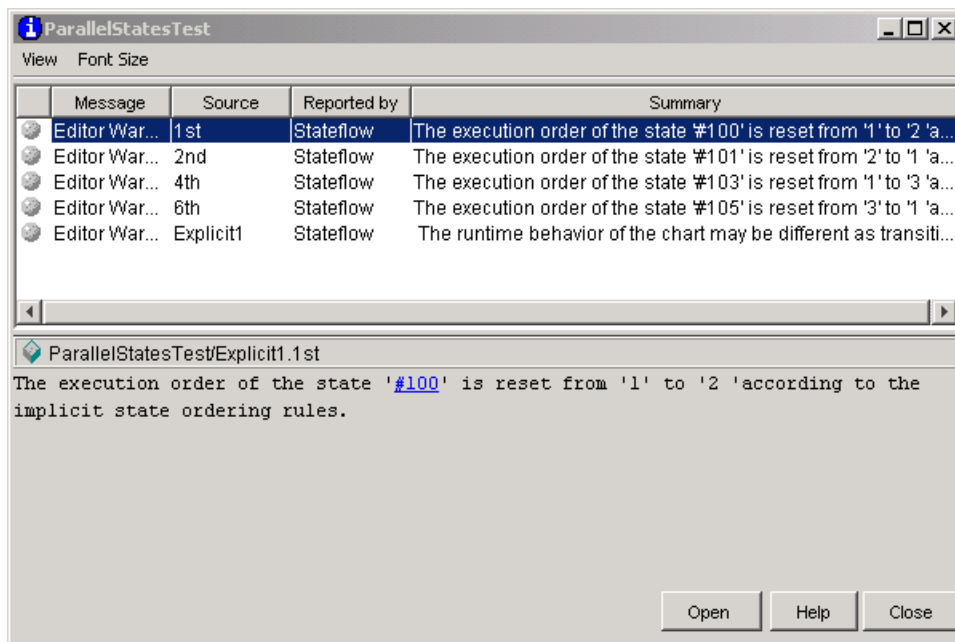 ParallelStatesTest
View Font Size
Message Source Reported by Summary
Editor War... 1st Stateflow The execution order of the state '#100' is reset from '1' to '2 'a...
Editor War... 2nd Stateflow The execution order of the state '#101' is reset from '2' to '1 'a...
Editor War... 4th Stateflow The execution order of the state '#103' is reset from '1' to '3 'a...
Editor War... 6th Stateflow The execution order of the state '#105' is reset from '3' to '1 'a...
Editor War... Explicit1 Stateflow The runtime behavior of the chart may be different as transiti...
ParallelStatesTest/Explicit1.1st
The execution order of the state '#100' is reset from '1' to '2 'according to the
implicit state ordering rules.
Open Help Close